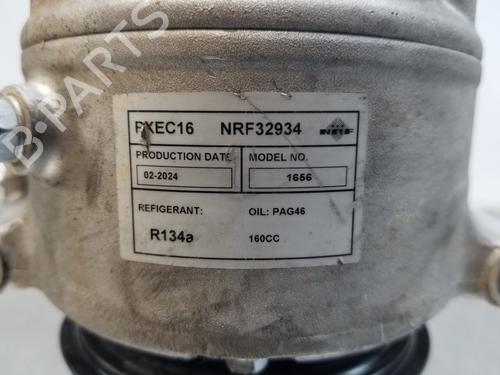 B-PARTS
PXEC16 NRF32934 NRF
PRODUCTION DATE MODEL NO.
02-2024 1656
REFIGERANT: OIL: PAG46
R134a 160CC